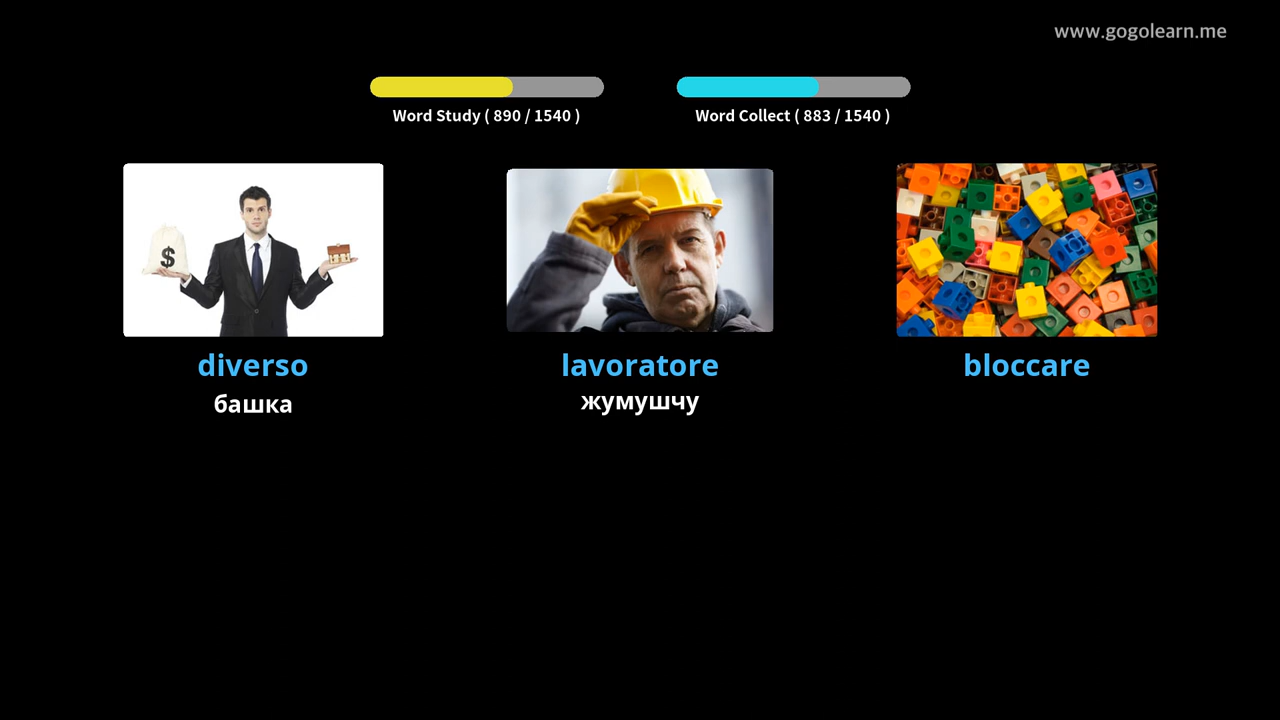 www.gogolearn.me
Word Study ( 890 / 1540 )
Word Collect ( 883 / 1540 )
$
diverso
lavoratore
bloccare
башка
жумушчу